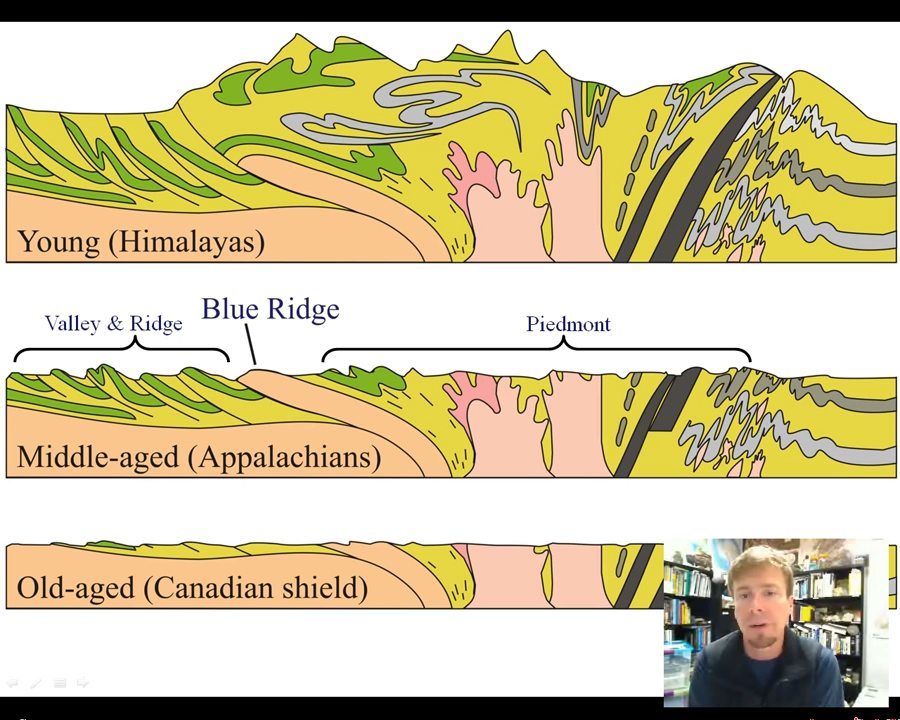 Young (Himalayas)
Blue Ridge
Valley & Ridge
Piedmont
Middle-aged (Appalachians)
Old-aged (Canadian shield)